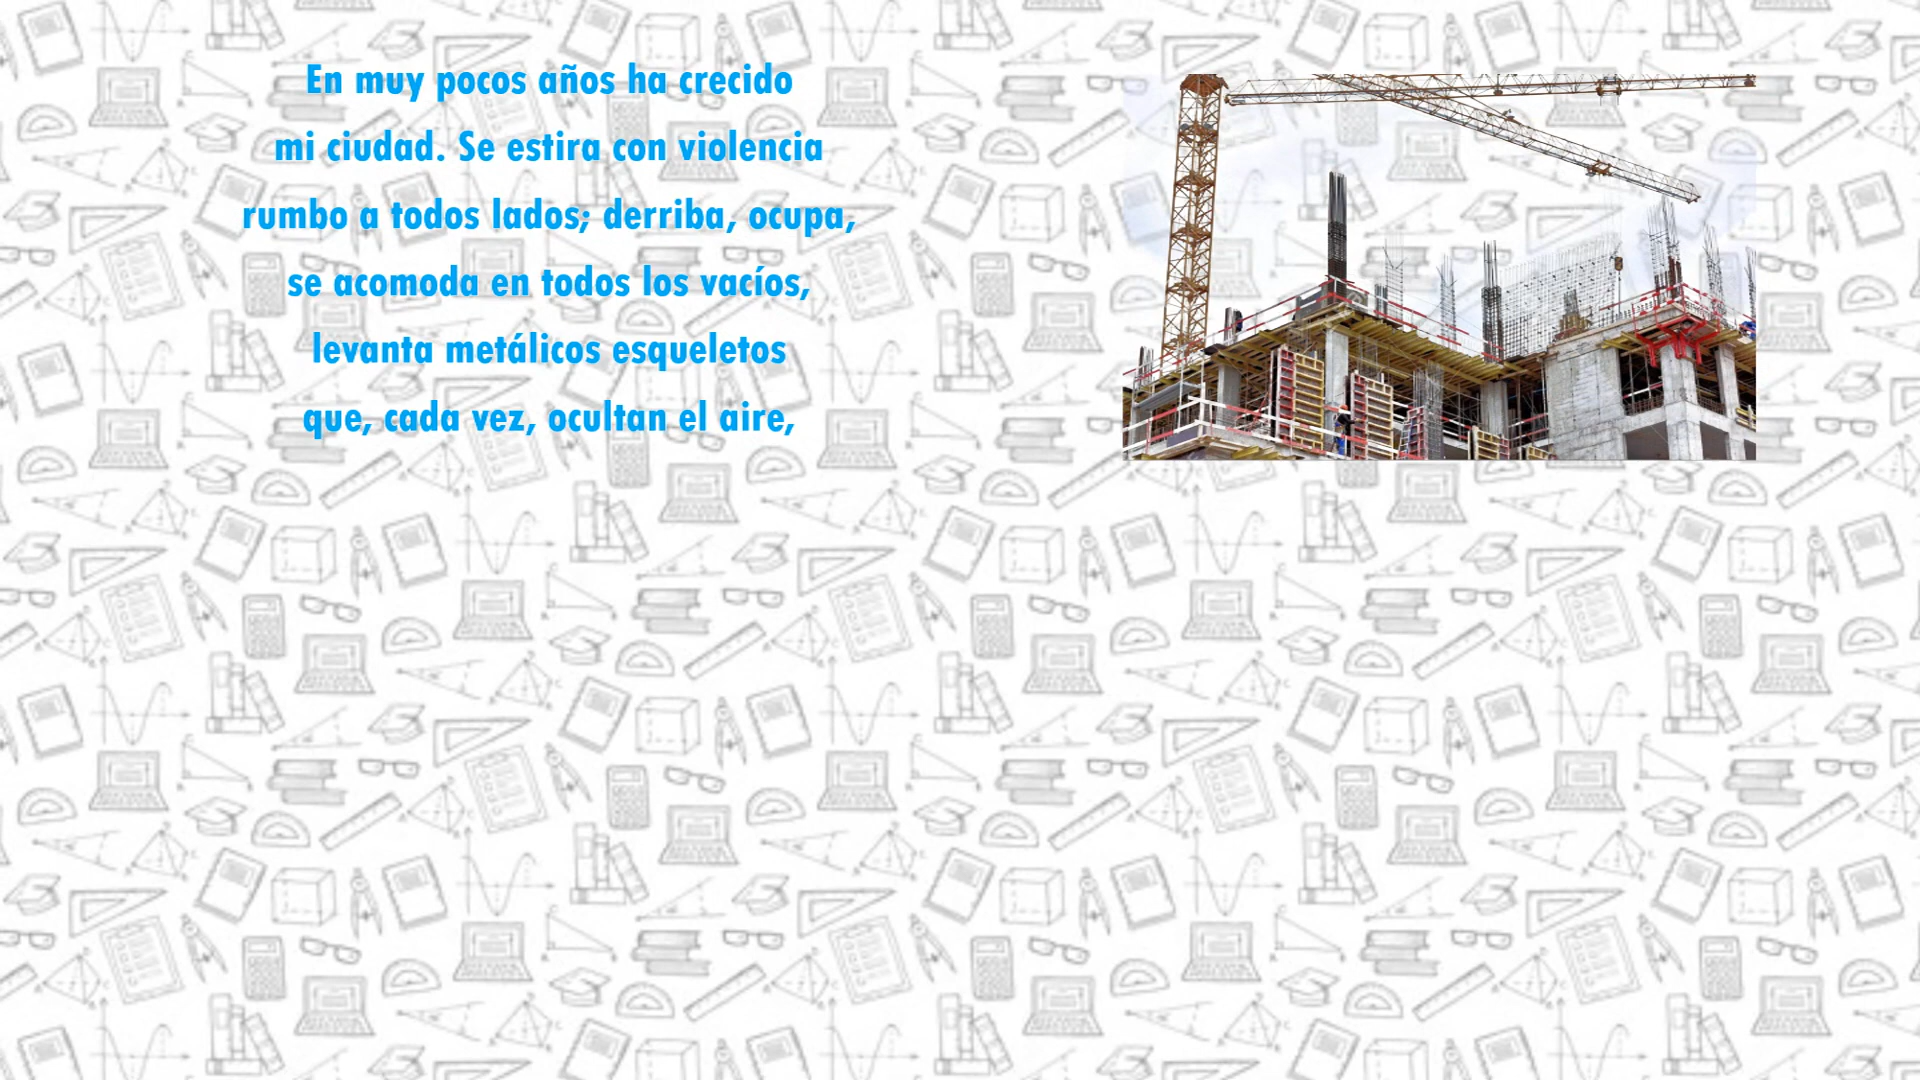 En muy pocos años ha crecido
mi ciudad. Se estira con violencia
rumbo a todos lados; derriba, ocupa,
se acomoda en todos los vacíos,
levanta metálicos esqueletos
que, cada vez, ocultan el aire,